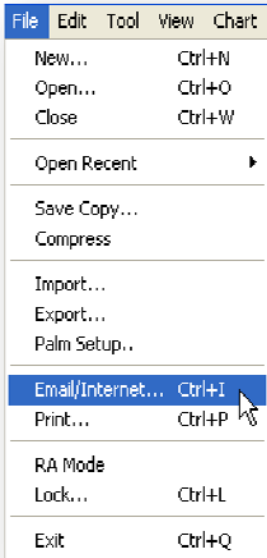 File Edit Tool View Chart
New... Ctrl+N
Open... Ctrl+O
Close Ctrl+W
Open Recent
Save Copy...
Compress
Import...
Export...
Palm Setup..
Email/Internet... Ctrl+I
Print... Ctrl+P
RA Mode
Lock... Ctrl+L
Exit Ctrl+Q